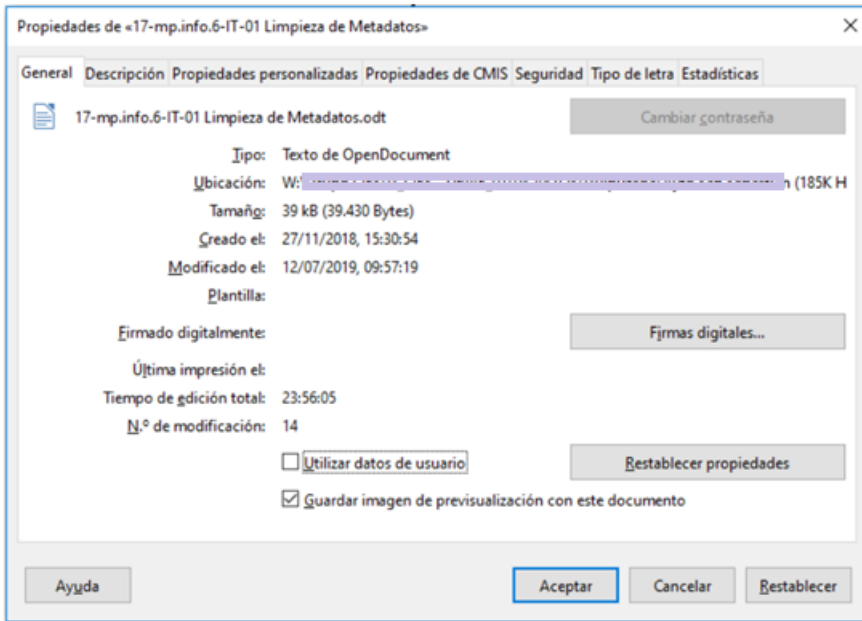 Propiedades de «17-mp.info.6-IT-01 Limpieza de Metadatos»
General Descripción Propiedades personalizadas Propiedades de CMIS Seguridad Tipo de letra Estadísticas
17-mp.info.6-IT-01 Limpieza de Metadatos.odt Cambiar contraseña
Tipo: Texto de OpenDocument
Ubicación: W: (185K H
Tamaño: 39 kB (39.430 Bytes)
Creado el: 27/11/2018, 15:30:54
Modificado el: 12/07/2019, 09:57:19
Plantilla:
Firmado digitalmente: Firmas digitales...
Última impresión el:
Tiempo de edición total: 23:56:05
N.º de modificación: 14
Utilizar datos de usuario Restablecer propiedades
Guardar imagen de previsualización con este documento
Ayuda Aceptar Cancelar Restablecer